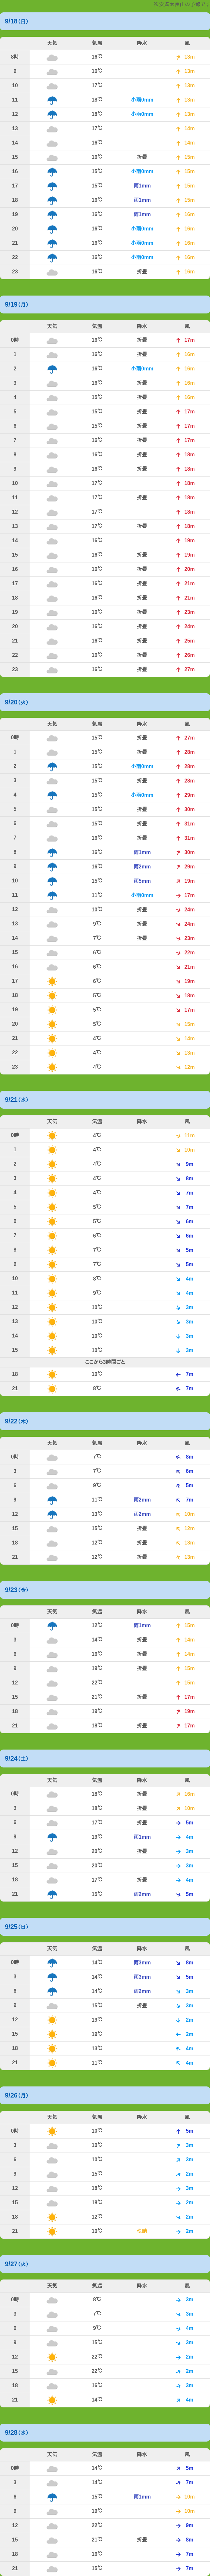 ※奈義太良山の予報です
9/18（日）
天気 気温 降水 風
8時 16℃ 13m
9 16℃ 13m
10 17℃ 13m
11 18℃ 小雨0mm 13m
12 18℃ 小雨0mm 13m
13 17℃ 14m
14 16℃ 14m
15 16℃ 折畳 15m
16 15℃ 小雨0mm 15m
17 15℃ 雨1mm 15m
18 16℃ 雨1mm 15m
19 16℃ 雨1mm 16m
20 16℃ 小雨0mm 16m
21 16℃ 小雨0mm 16m
22 16℃ 小雨0mm 16m
23 16℃ 折畳 16m
9/19（月）
天気 気温 降水 風
0時 16℃ 折畳 17m
1 16℃ 折畳 16m
2 16℃ 小雨0mm 16m
3 16℃ 折畳 16m
4 15℃ 折畳 16m
5 15℃ 折畳 17m
6 15℃ 折畳 17m
7 16℃ 折畳 17m
8 16℃ 折畳 18m
9 16℃ 折畳 18m
10 17℃ 18m
11 17℃ 折畳 18m
12 17℃ 18m
13 17℃ 折畳 18m
14 16℃ 19m
15 16℃ 折畳 19m
16 16℃ 折畳 20m
17 16℃ 折畳 21m
18 16℃ 折畳 21m
19 16℃ 折畳 23m
20 16℃ 折畳 24m
21 16℃ 折畳 25m
22 16℃ 折畳 26m
23 16℃ 折畳 27m
9/20（火）
天気 気温 降水 風
0時 15℃ 折畳 27m
1 15℃ 折畳 28m
2 15℃ 小雨0mm 28m
3 15℃ 折畳 28m
4 15℃ 小雨0mm 29m
5 15℃ 折畳 30m
6 15℃ 折畳 31m
7 16℃ 折畳 31m
8 16℃ 雨1mm 30m
9 16℃ 雨2mm 29m
10 15℃ 雨5mm 19m
11 11℃ 小雨0mm 17m
12 10℃ 折畳 24m
13 9℃ 折畳 24m
14 7℃ 折畳 23m
15 6℃ 22m
16 6℃ 21m
17 6℃ 19m
18 5℃ 18m
19 5℃ 17m
20 5℃ 15m
21 4℃ 14m
22 4℃ 13m
23 4℃ 12m
9/21（水）
天気 気温 降水 風
0時 4℃ 11m
1 4℃ 10m
2 4℃ 9m
3 4℃ 8m
4 4℃ 7m
5 5℃ 7m
6 5℃ 6m
7 6℃ 6m
8 7℃ 5m
9 7℃ 5m
10 8℃ 4m
11 9℃ 4m
12 10℃ 3m
13 10℃ 3m
14 10℃ 3m
15 10℃ 3m
ここから3時間ごと
18 10℃ 7m
21 8℃ 7m
9/22（木）
天気 気温 降水 風
0時 7℃ 8m
3 7℃ 6m
6 9℃ 5m
9 11℃ 雨2mm 7m
12 13℃ 雨2mm 10m
15 15℃ 折畳 12m
18 12℃ 折畳 13m
21 12℃ 折畳 13m
9/23（金）
天気 気温 降水 風
0時 12℃ 雨1mm 15m
3 14℃ 折畳 14m
6 16℃ 折畳 14m
9 19℃ 折畳 15m
12 22℃ 15m
15 21℃ 折畳 17m
18 19℃ 19m
21 18℃ 折畳 17m
9/24（土）
天気 気温 降水 風
0時 18℃ 折畳 16m
3 18℃ 折畳 10m
6 17℃ 折畳 5m
9 19℃ 雨1mm 4m
12 20℃ 折畳 3m
15 20℃ 3m
18 17℃ 折畳 4m
21 15℃ 雨2mm 5m
9/25（日）
天気 気温 降水 風
0時 14℃ 雨3mm 8m
3 14℃ 雨3mm 5m
6 14℃ 雨2mm 3m
9 15℃ 折畳 3m
12 19℃ 2m
15 19℃ 2m
18 13℃ 4m
21 11℃ 4m
9/26（月）
天気 気温 降水 風
0時 10℃ 5m
3 10℃ 3m
6 10℃ 3m
9 15℃ 2m
12 18℃ 3m
15 18℃ 2m
18 12℃ 2m
21 10℃ 快適 2m
9/27（火）
天気 気温 降水 風
0時 8℃ 3m
3 7℃ 3m
6 9℃ 4m
9 15℃ 3m
12 22℃ 2m
15 22℃ 2m
18 16℃ 3m
21 14℃ 4m
9/28（水）
天気 気温 降水 風
0時 14℃ 5m
3 14℃ 7m
6 15℃ 雨1mm 10m
9 19℃ 10m
12 22℃ 9m
15 21℃ 折畳 8m
18 16℃ 7m
21 15℃ 7m